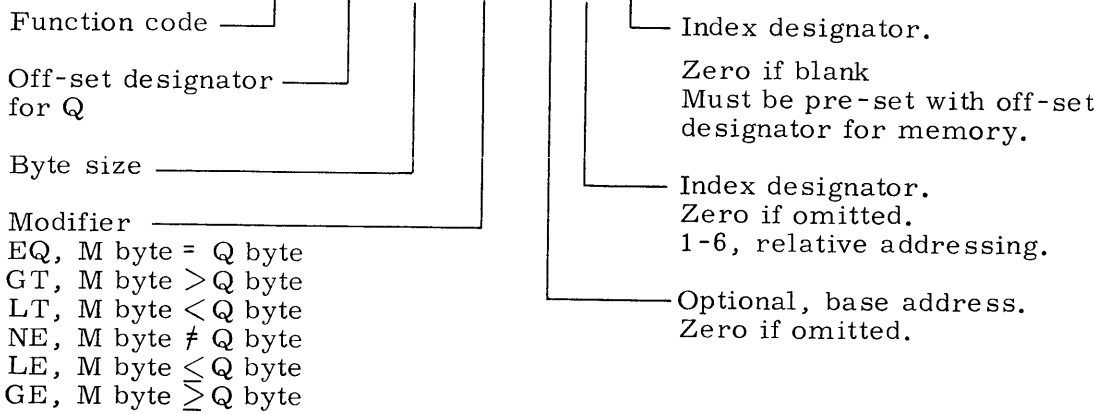 Function code
Off-set designator
for Q
Byte size
Modifier
EQ, M byte = Q byte
GT, M byte > Q byte
LT, M byte < Q byte
NE, M byte ≠ Q byte
LE, M byte ≤ Q byte
GE, M byte ≥ Q byte
Index designator.
Zero if blank
Must be pre-set with off-set
designator for memory.
Index designator.
Zero if omitted.
1-6, relative addressing.
Optional, base address.
Zero if omitted.